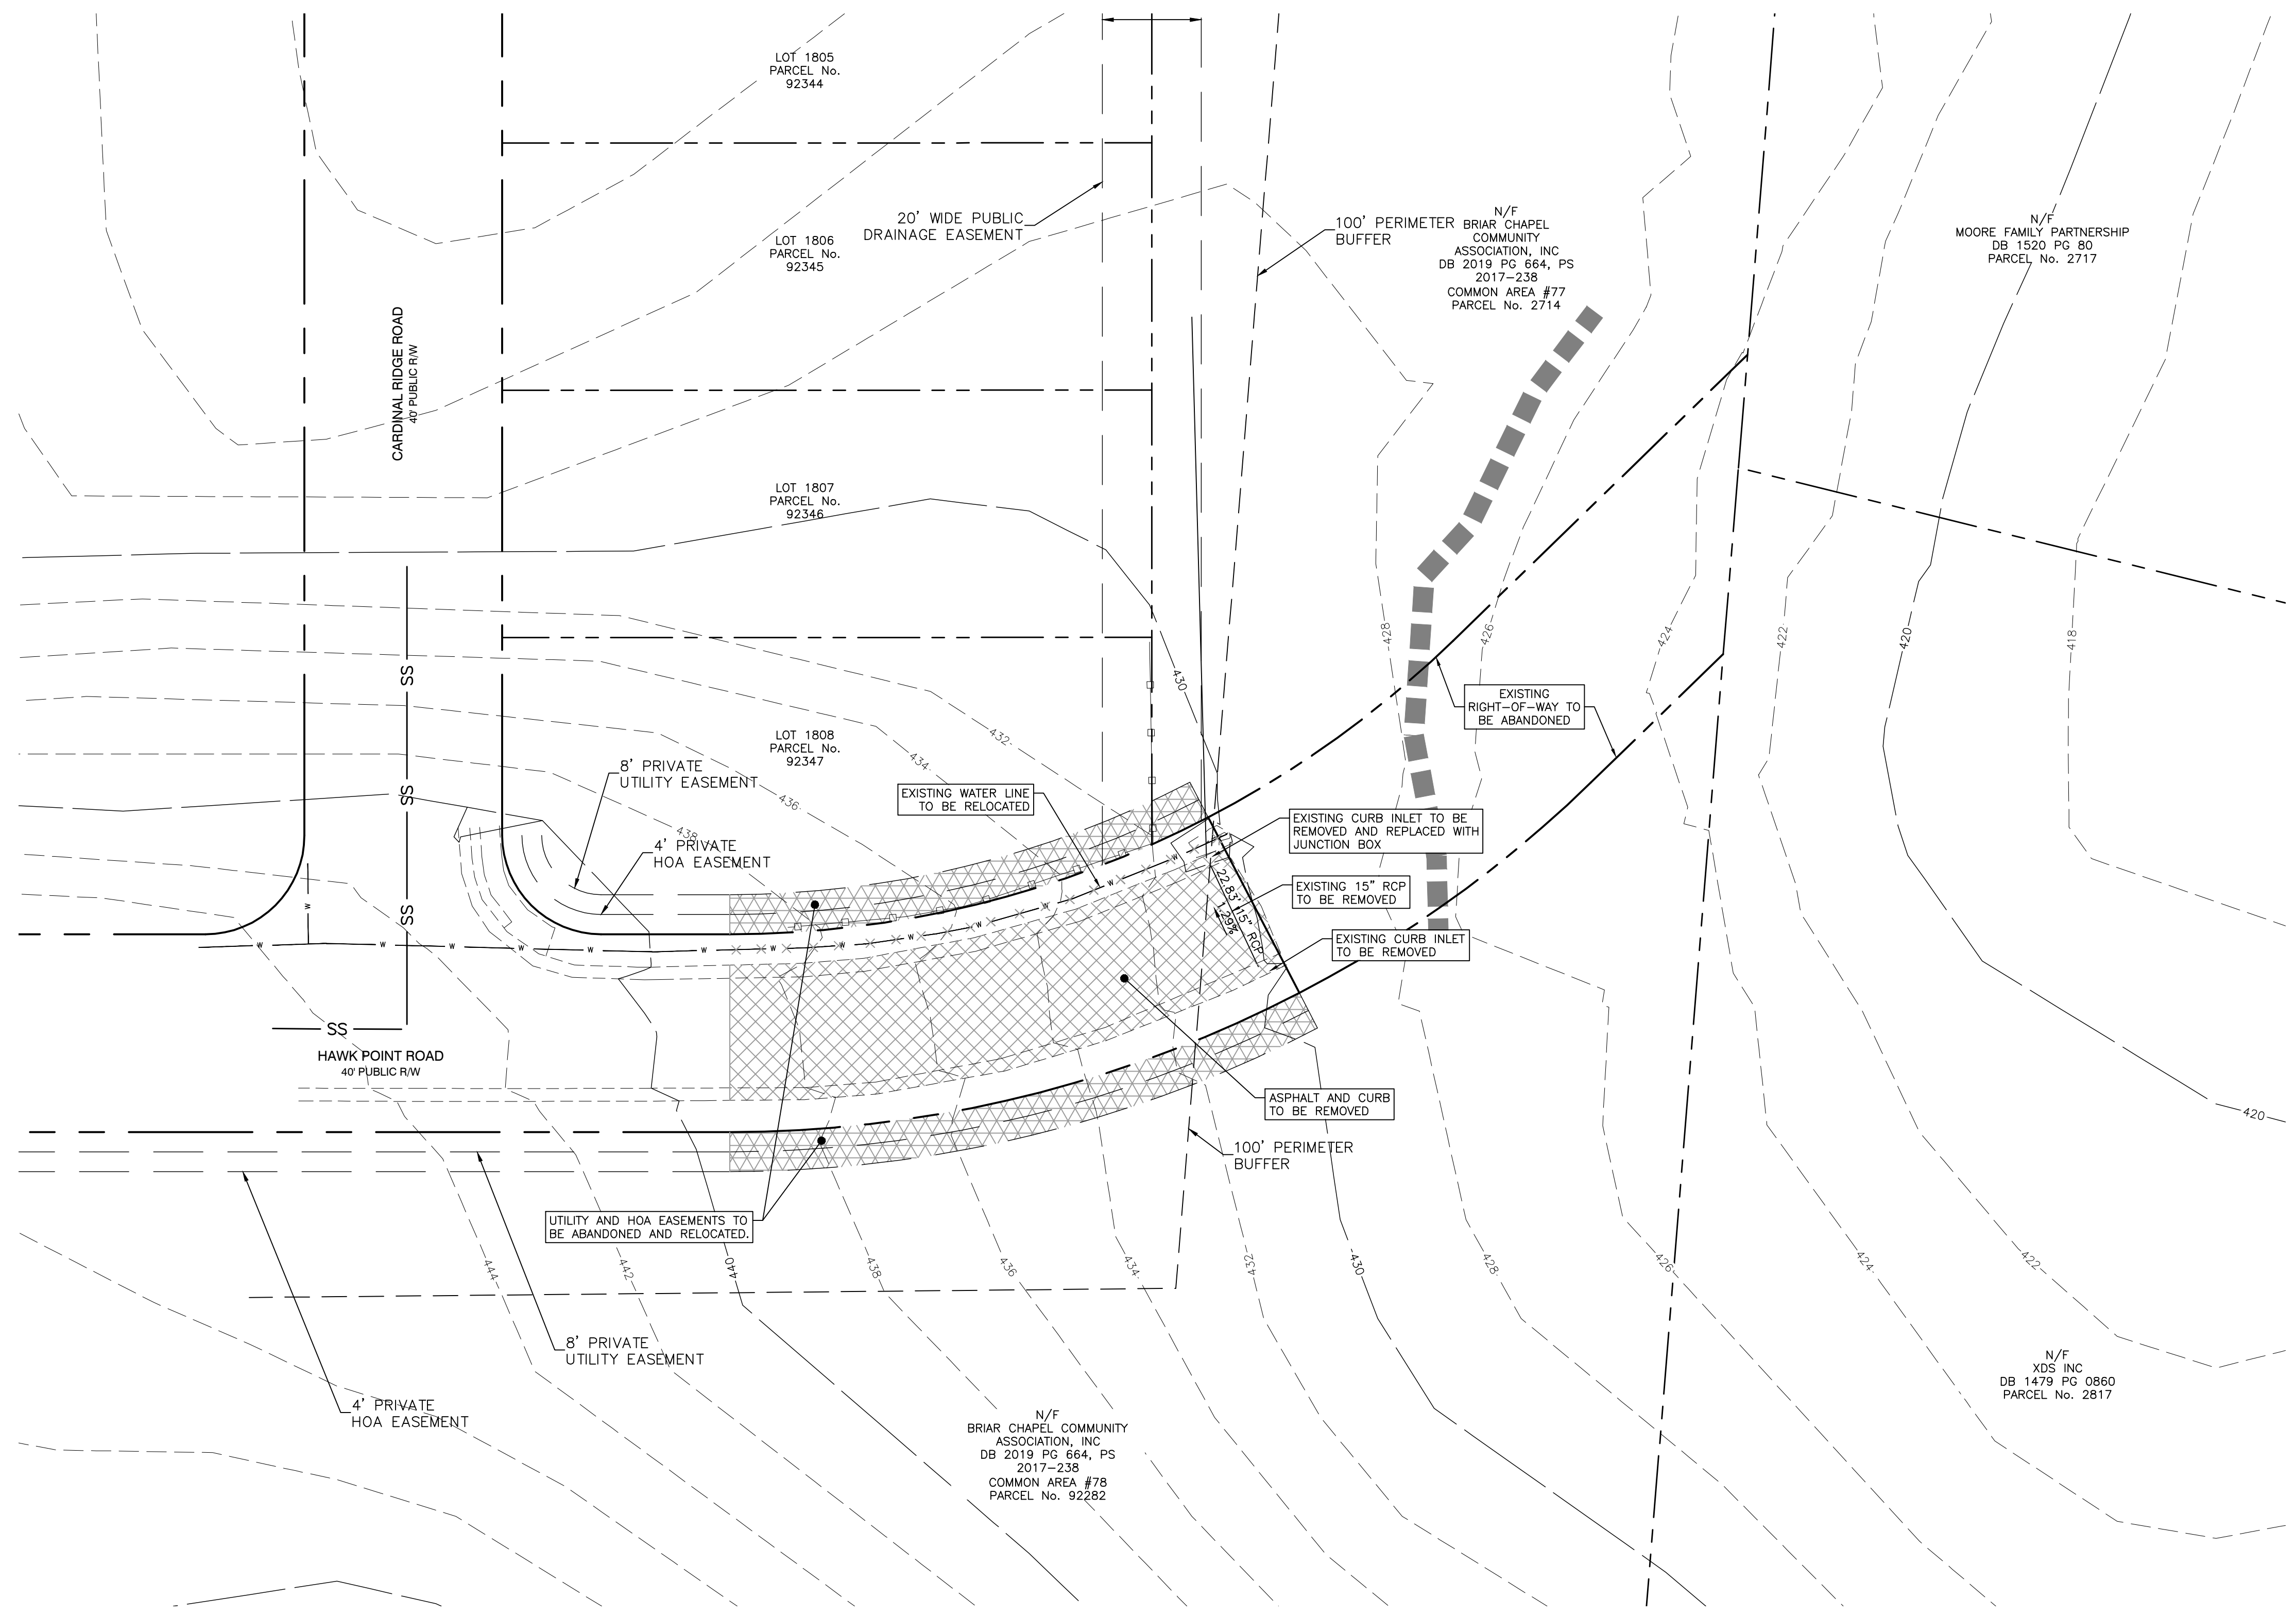 LOT 1805
PARCEL No.
92344
20' WIDE PUBLIC
DRAINAGE EASEMENT
LOT 1806
PARCEL No.
92345
100' PERIMETER
BUFFER
N/F
BRIAR CHAPEL
COMMUNITY
ASSOCIATION, INC
DB 2019 PG 664, PS
2017-238
COMMON AREA #77
PARCEL No. 2714
N/F
MOORE FAMILY PARTNERSHIP
DB 1520 PG 80
PARCEL No. 2717
CARDINAL RIDGE ROAD
40' PUBLIC R/W
LOT 1807
PARCEL No.
92346
SS
SS
SS
430
428
426
424
422
420
418
EXISTING
RIGHT-OF-WAY TO
BE ABANDONED
LOT 1808
PARCEL No.
92347
432
434
436
438
8' PRIVATE
UTILITY EASEMENT
4' PRIVATE
HOA EASEMENT
EXISTING WATER LINE
TO BE RELOCATED
EXISTING CURB INLET TO BE
REMOVED AND REPLACED WITH
JUNCTION BOX
EXISTING 15" RCP
TO BE REMOVED
22.83' 15" RCP
1.29%
EXISTING CURB INLET
TO BE REMOVED
W
W
W
W
W
W
W
W
W
W
W
W
W
SS
HAWK POINT ROAD
40' PUBLIC R/W
ASPHALT AND CURB
TO BE REMOVED
100' PERIMETER
BUFFER
420
UTILITY AND HOA EASEMENTS TO
BE ABANDONED AND RELOCATED.
444
442
440
438
436
434
432
430
428
426
424
422
8' PRIVATE
UTILITY EASEMENT
4' PRIVATE
HOA EASEMENT
N/F
BRIAR CHAPEL COMMUNITY
ASSOCIATION, INC
DB 2019 PG 664, PS
2017-238
COMMON AREA #78
PARCEL No. 92282
N/F
XDS INC
DB 1479 PG 0860
PARCEL No. 2817